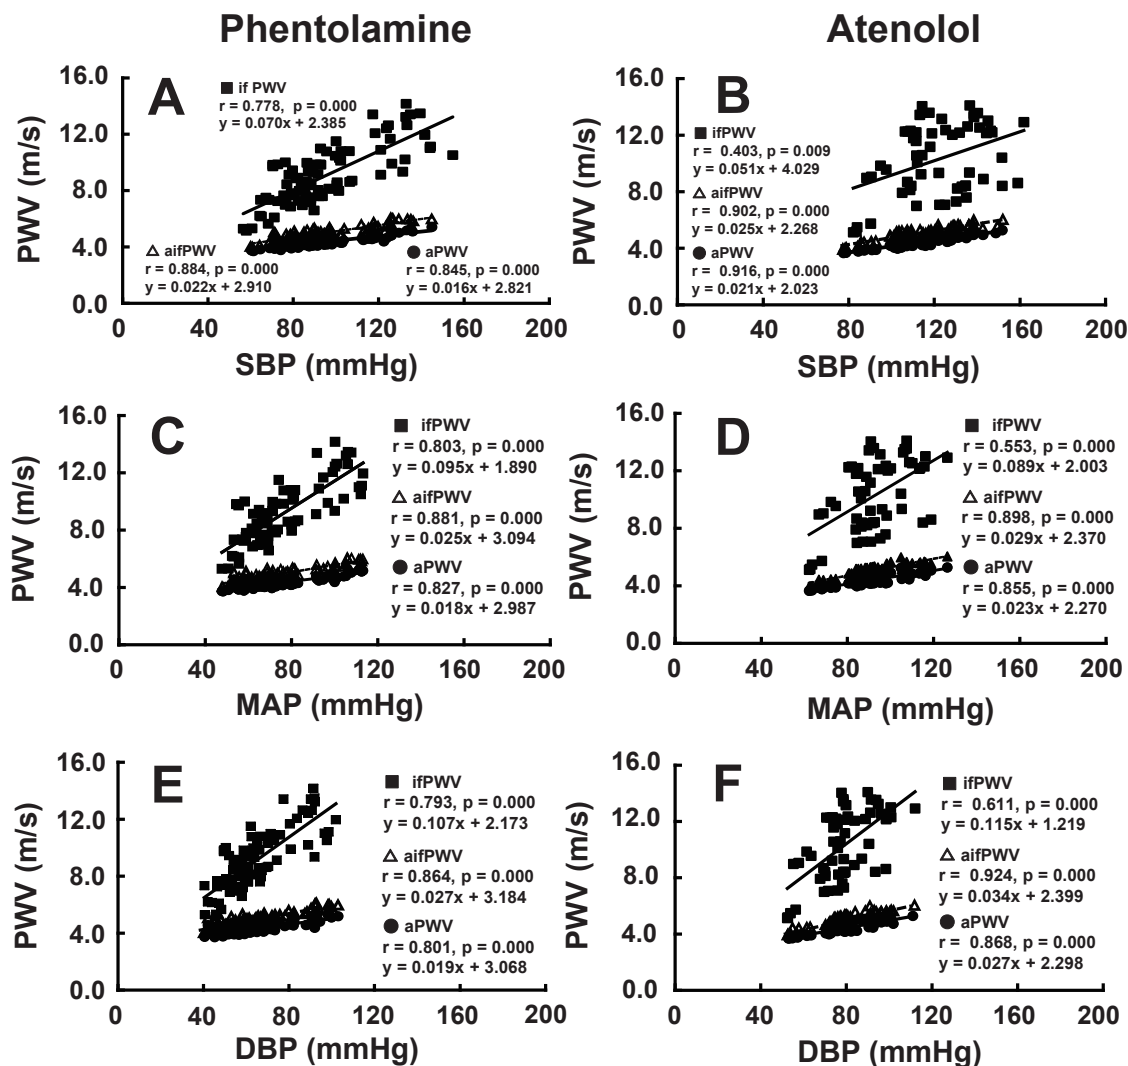 Phentolamine
Atenolol
A
if PWV
r = 0.778, p = 0.000
y = 0.070x + 2.385
aifPWV
r = 0.884, p = 0.000
y = 0.022x + 2.910
aPWV
r = 0.845, p = 0.000
y = 0.016x + 2.821
PWV (m/s)
16.0
12.0
8.0
4.0
0.0
0 40 80 120 160 200
SBP (mmHg)
B
ifPWV
r = 0.403, p = 0.009
y = 0.051x + 4.029
aifPWV
r = 0.902, p = 0.000
y = 0.025x + 2.268
aPWV
r = 0.916, p = 0.000
y = 0.021x + 2.023
PWV (m/s)
16.0
12.0
8.0
4.0
0.0
0 40 80 120 160 200
SBP (mmHg)
C
ifPWV
r = 0.803, p = 0.000
y = 0.095x + 1.890
aifPWV
r = 0.881, p = 0.000
y = 0.025x + 3.094
aPWV
r = 0.827, p = 0.000
y = 0.018x + 2.987
PWV (m/s)
16.0
12.0
8.0
4.0
0.0
0 40 80 120 160 200
MAP (mmHg)
D
ifPWV
r = 0.553, p = 0.000
y = 0.089x + 2.003
aifPWV
r = 0.898, p = 0.000
y = 0.029x + 2.370
aPWV
r = 0.855, p = 0.000
y = 0.023x + 2.270
PWV (m/s)
16.0
12.0
8.0
4.0
0.0
0 40 80 120 160 200
MAP (mmHg)
E
ifPWV
r = 0.793, p = 0.000
y = 0.107x + 2.173
aifPWV
r = 0.864, p = 0.000
y = 0.027x + 3.184
aPWV
r = 0.801, p = 0.000
y = 0.019x + 3.068
PWV (m/s)
16.0
12.0
8.0
4.0
0.0
0 40 80 120 160 200
DBP (mmHg)
F
ifPWV
r = 0.611, p = 0.000
y = 0.115x + 1.219
aifPWV
r = 0.924, p = 0.000
y = 0.034x + 2.399
aPWV
r = 0.868, p = 0.000
y = 0.027x + 2.298
PWV (m/s)
16.0
12.0
8.0
4.0
0.0
0 40 80 120 160 200
DBP (mmHg)